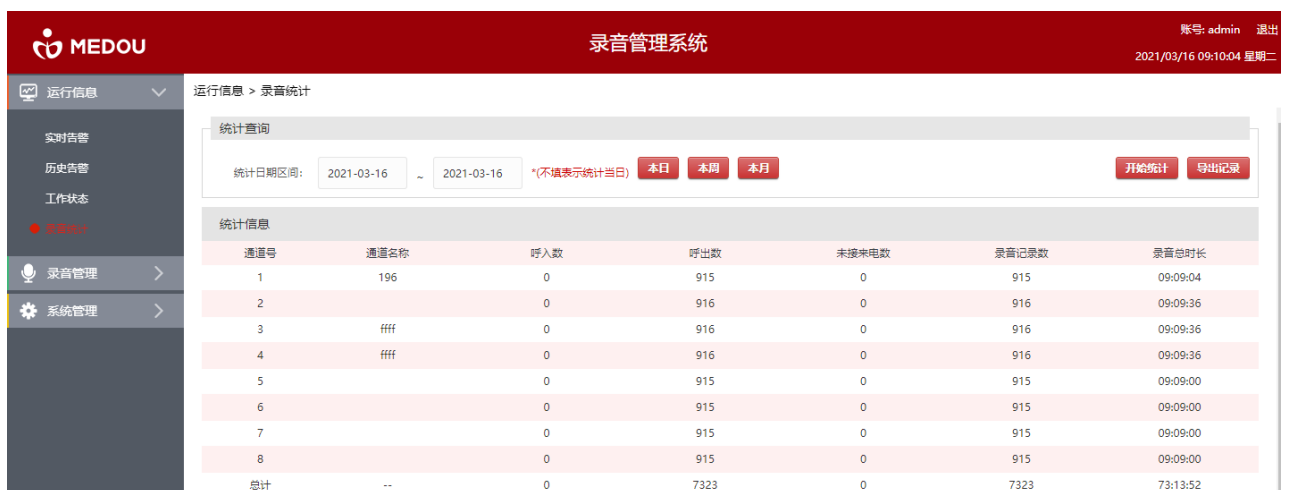 MEDOU
录音管理系统
账号: admin 退出
2021/03/16 09:10:04 星期二
运行信息
实时告警
历史告警
工作状态
录音统计
录音管理
系统管理
运行信息 > 录音统计
统计查询
统计日期区间: 2021-03-16 ~ 2021-03-16 *(不填表示统计当日) 本日 本周 本月 开始统计 导出记录
统计信息
通道号 通道名称 呼入数 呼出数 未接来电数 录音记录数 录音总时长
1 196 0 915 0 915 09:09:04
2 0 916 0 916 09:09:36
3 ffff 0 916 0 916 09:09:36
4 ffff 0 916 0 916 09:09:36
5 0 915 0 915 09:09:00
6 0 915 0 915 09:09:00
7 0 915 0 915 09:09:00
8 0 915 0 915 09:09:00
总计 -- 0 7323 0 7323 73:13:52